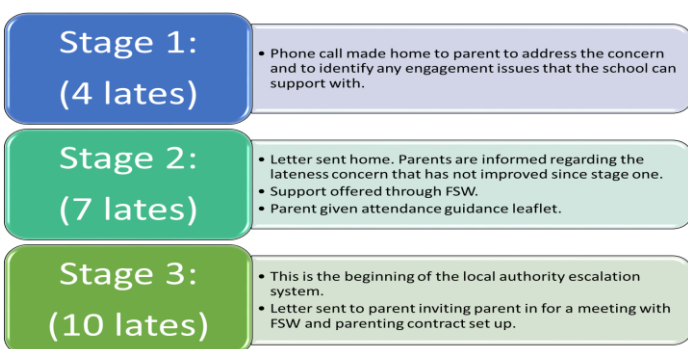 Stage 1:
(4 lates)
• Phone call made home to parent to address the concern
and to identify any engagement issues that the school can
support with.
Stage 2:
(7 lates)
• Letter sent home. Parents are informed regarding the
lateness concern that has not improved since stage one.
• Support offered through FSW.
• Parent given attendance guidance leaflet.
Stage 3:
(10 lates)
• This is the beginning of the local authority escalation
system.
• Letter sent to parent inviting parent in for a meeting with
FSW and parenting contract set up.